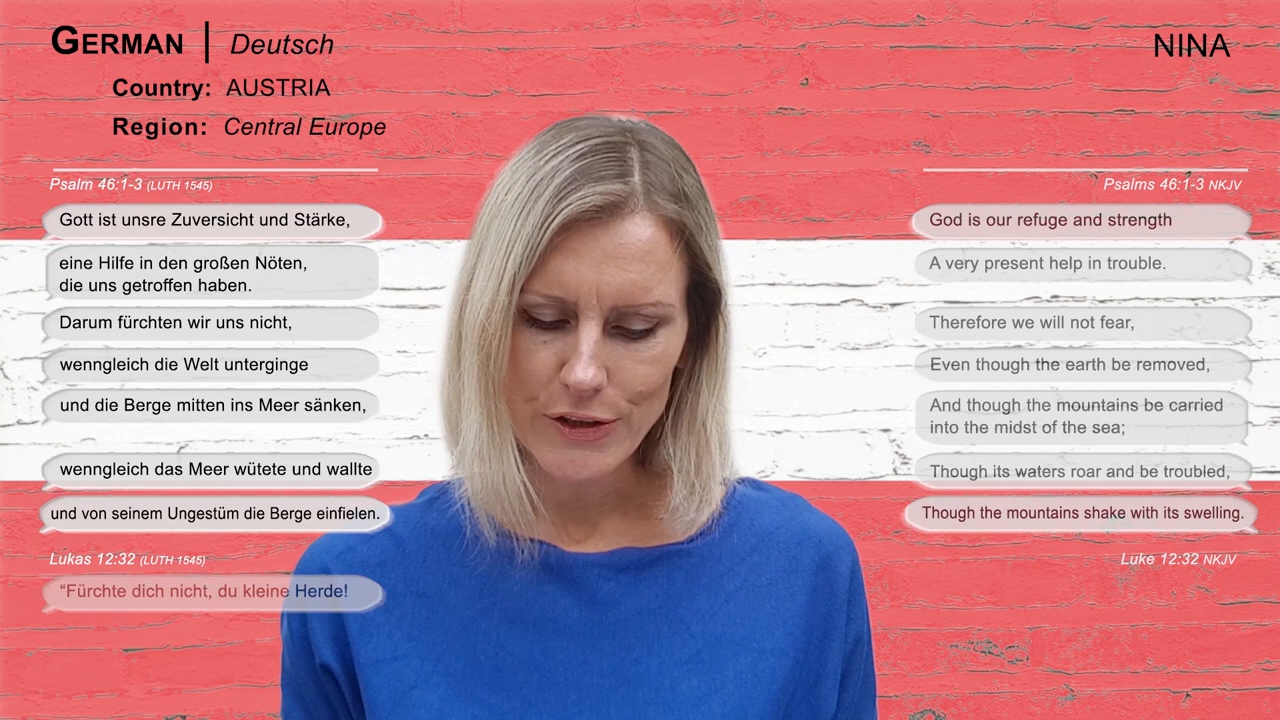 GERMAN | Deutsch
NINA
Country: AUSTRIA
Region: Central Europe
Psalm 46:1-3 (LUTH 1545)
Gott ist unsre Zuversicht und Stärke,
eine Hilfe in den großen Nöten,
die uns getroffen haben.
Darum fürchten wir uns nicht,
wenngleich die Welt unterginge
und die Berge mitten ins Meer sänken,
wenngleich das Meer wütete und wallte
und von seinem Ungestüm die Berge einfielen.
Lukas 12:32 (LUTH 1545)
“Fürchte dich nicht, du kleine Herde!
Psalms 46:1-3 NKJV
God is our refuge and strength
A very present help in trouble.
Therefore we will not fear,
Even though the earth be removed,
And though the mountains be carried
into the midst of the sea;
Though its waters roar and be troubled,
Though the mountains shake with its swelling.
Luke 12:32 NKJV